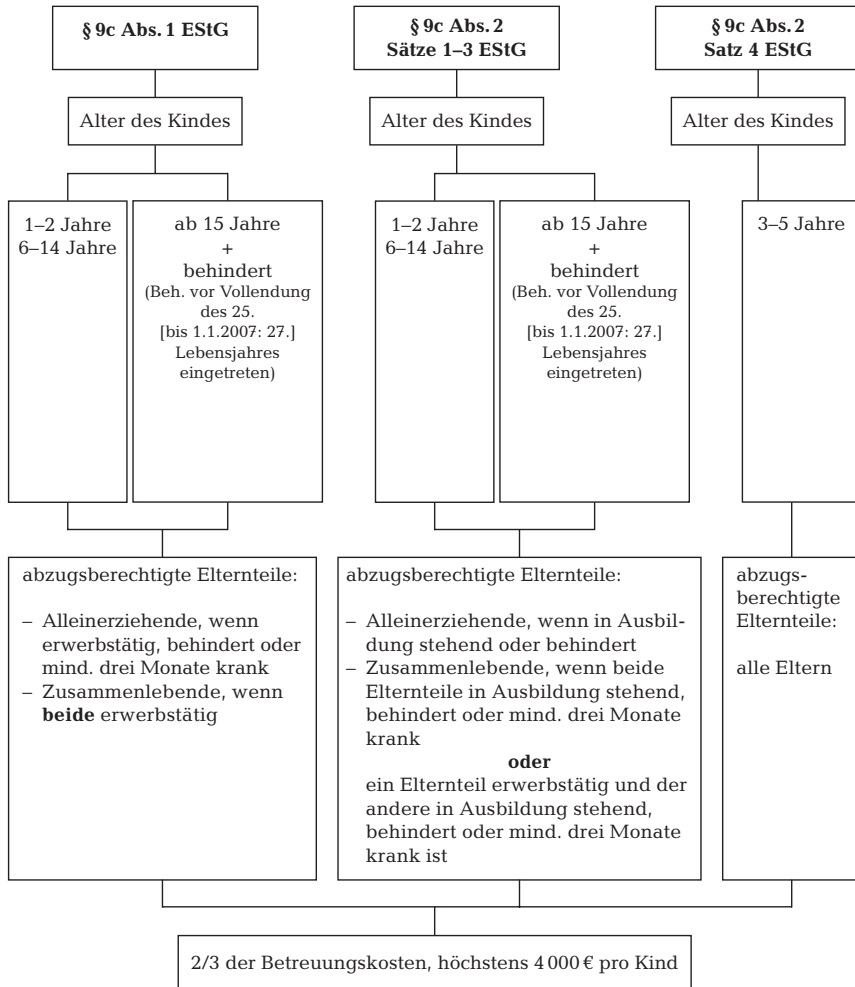 § 9c Abs. 1 EStG
Alter des Kindes
1–2 Jahre
6–14 Jahre
ab 15 Jahre
+
behindert
(Beh. vor Vollendung
des 25.
[bis 1.1.2007: 27.]
Lebensjahres
eingetreten)
abzugsberechtigte Elternteile:
– Alleinerziehende, wenn
erwerbstätig, behindert oder
mind. drei Monate krank
– Zusammenlebende, wenn
beide erwerbstätig
§ 9c Abs. 2
Sätze 1–3 EStG
Alter des Kindes
1–2 Jahre
6–14 Jahre
ab 15 Jahre
+
behindert
(Beh. vor Vollendung
des 25.
[bis 1.1.2007: 27.]
Lebensjahres
eingetreten)
abzugsberechtigte Elternteile:
– Alleinerziehende, wenn in Ausbil-
dung stehend oder behindert
– Zusammenlebende, wenn beide
Elternteile in Ausbildung stehend,
behindert oder mind. drei Monate
krank
oder
ein Elternteil erwerbstätig und der
andere in Ausbildung stehend,
behindert oder mind. drei Monate
krank ist
§ 9c Abs. 2
Satz 4 EStG
Alter des Kindes
3–5 Jahre
abzugs-
berechtigte
Elternteile:
alle Eltern
2/3 der Betreuungskosten, höchstens 4 000 € pro Kind